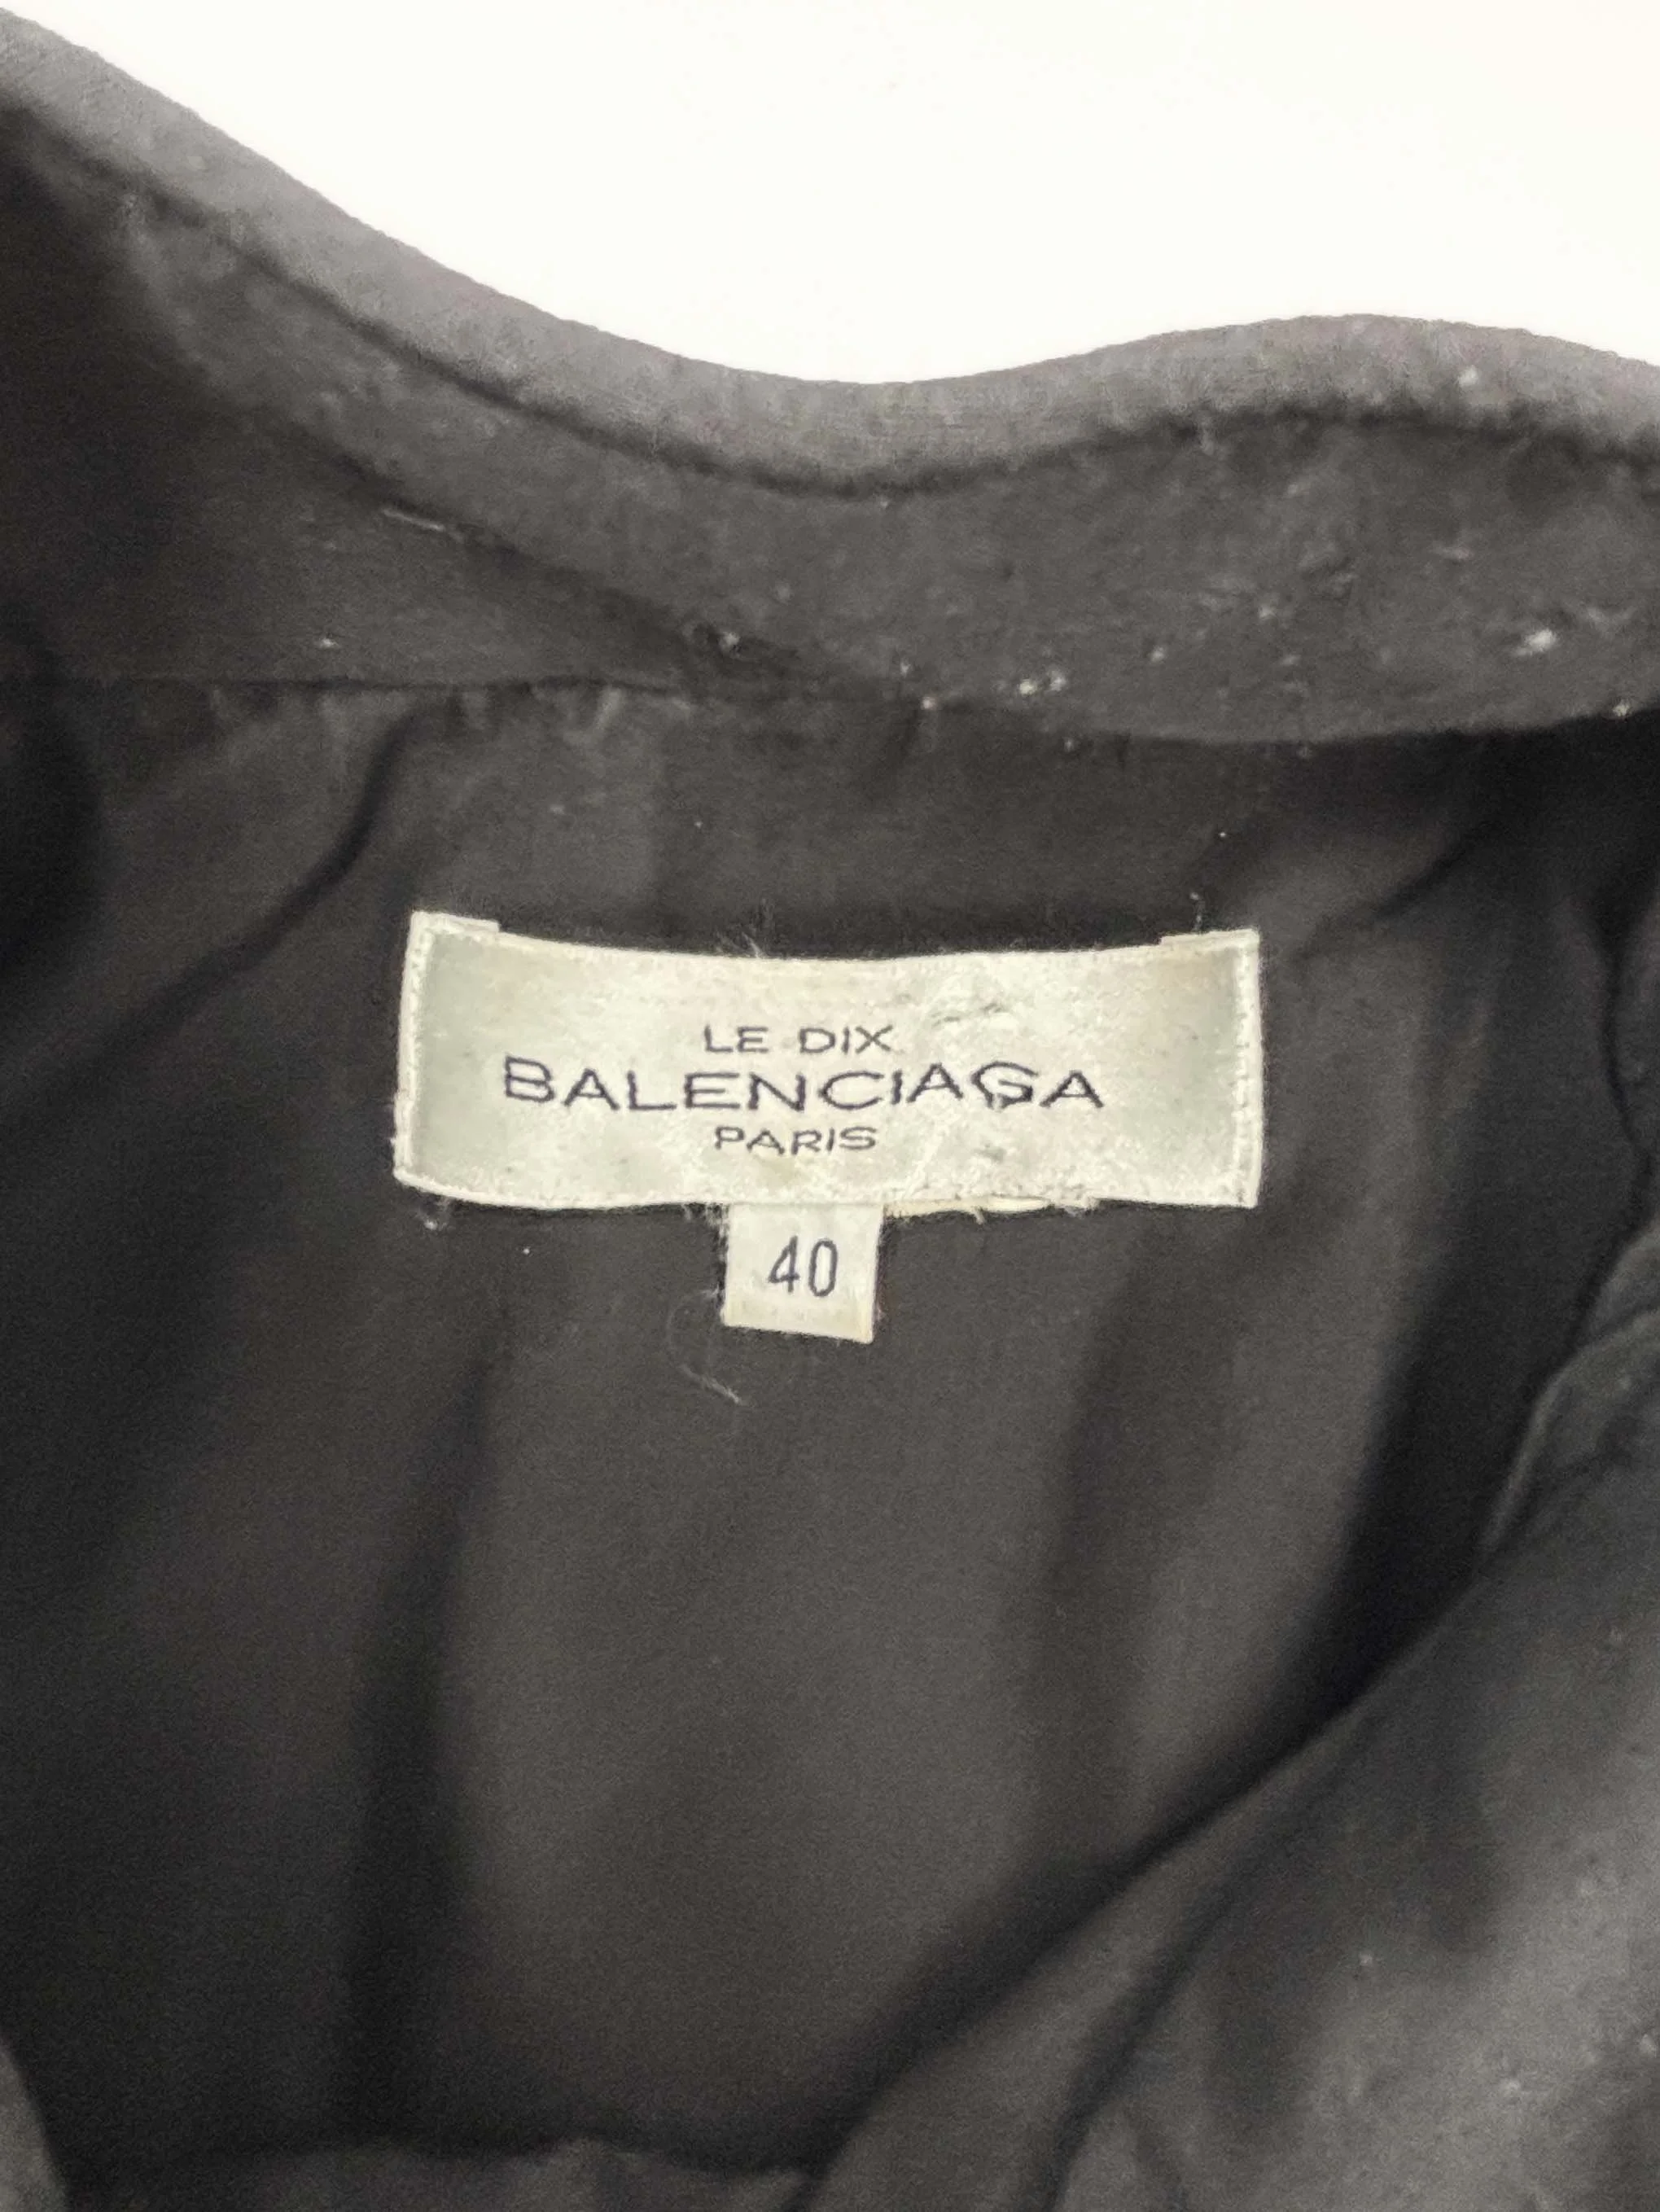 LE DIX
BALENCIAGA
PARIS
40